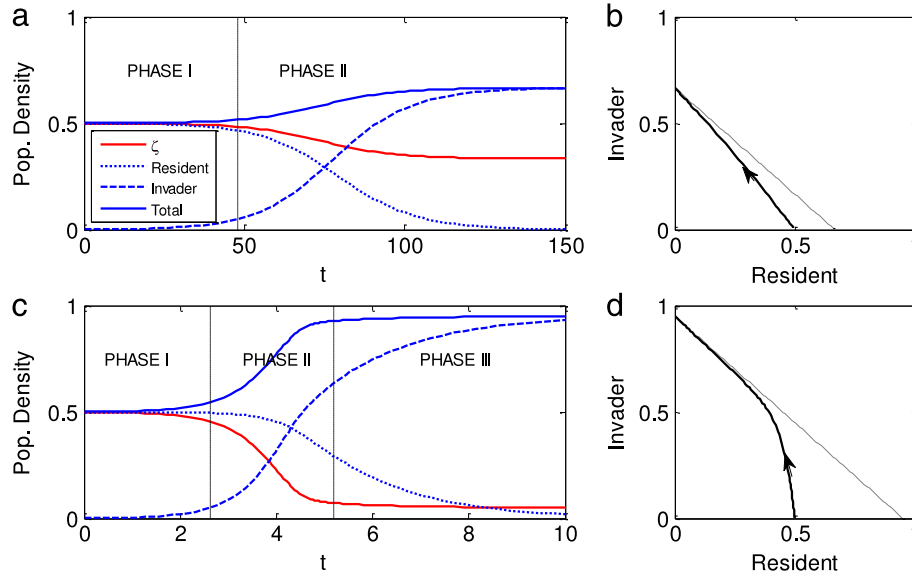 a
b
1
0.5
0
Pop. Density
PHASE I
PHASE II
ζ
Resident
Invader
Total
0
50
100
150
t
1
0.5
0
Invader
0
0.5
1
Resident
c
d
1
0.5
0
Pop. Density
PHASE I
PHASE II
PHASE III
0
2
4
6
8
10
t
1
0.5
0
Invader
0
0.5
1
Resident